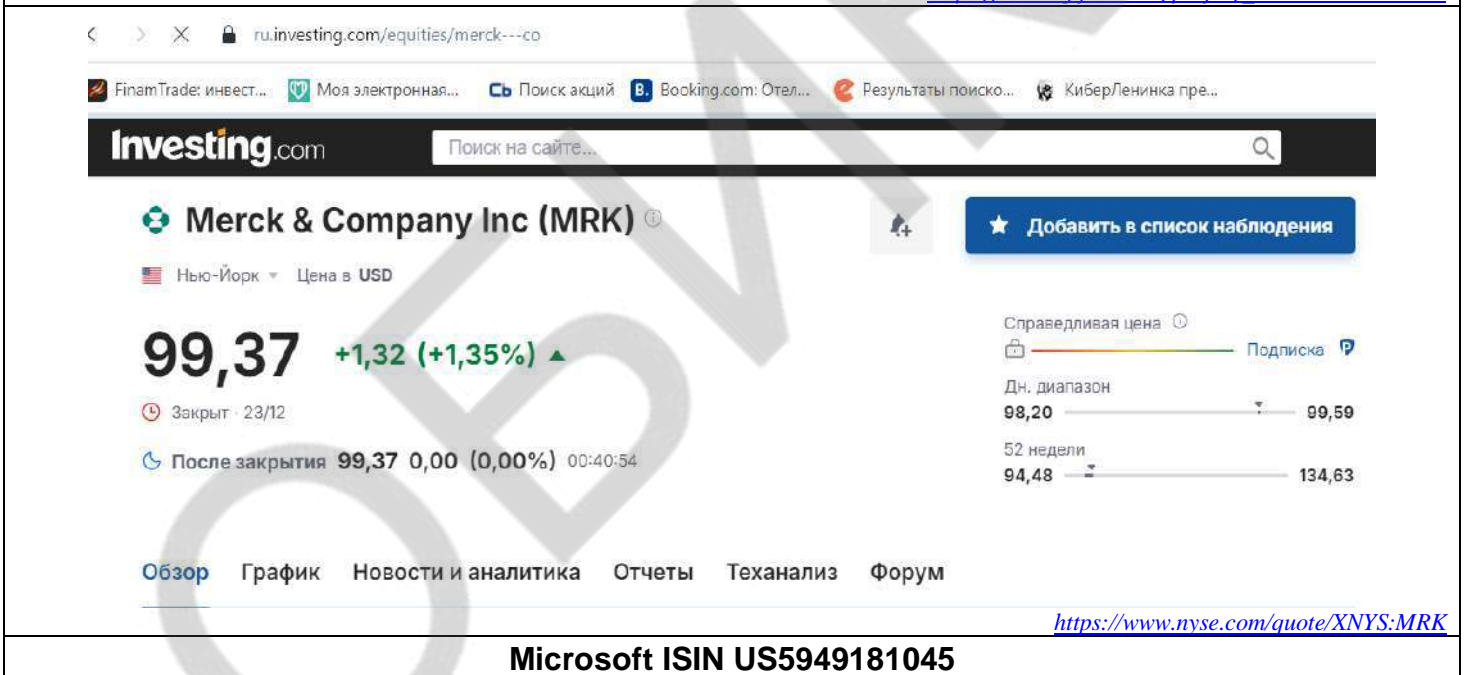 ru.investing.com/equities/merck---co
FinamTrade: инвест... Моя электронная... Сь Поиск акций B. Booking.com: Отел... Результаты поиско... КиберЛенинка пре...
Investing.com Поиск на сайте...
Merck & Company Inc (MRK)
Добавить в список наблюдения
Нью-Йорк Цена в USD
99,37 +1,32 (+1,35%)
Справедливая цена
Подписка
Дн. диапазон
98,20 99,59
Закрыт · 23/12
После закрытия 99,37 0,00 (0,00%) 00:40:54
52 недели
94,48 134,63
Обзор График Новости и аналитика Отчеты Теханализ Форум
https://www.nyse.com/quote/XNYS:MRK
Microsoft ISIN US5949181045